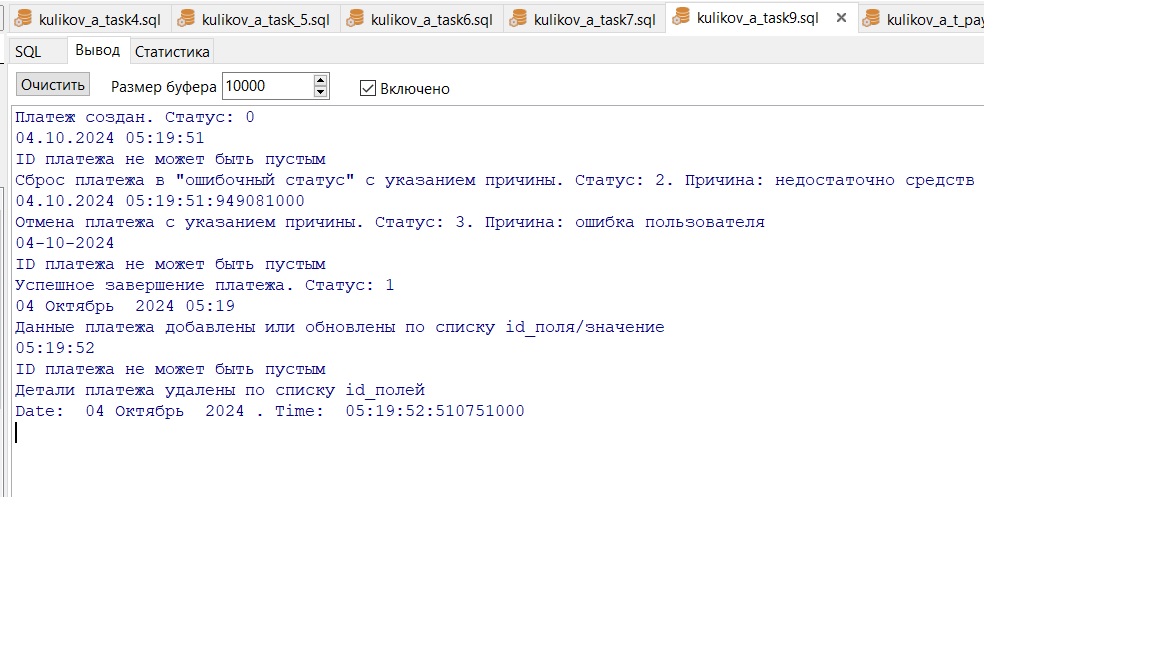 kulikov_a_task4.sql kulikov_a_task_5.sql kulikov_a_task6.sql kulikov_a_task7.sql kulikov_a_task9.sql kulikov_a_t_pay
SQL Вывод Статистика
Очистить Размер буфера 10000 Включено
Платеж создан. Статус: 0
04.10.2024 05:19:51
ID платежа не может быть пустым
Сброс платежа в "ошибочный статус" с указанием причины. Статус: 2. Причина: недостаточно средств
04.10.2024 05:19:51:949081000
Отмена платежа с указанием причины. Статус: 3. Причина: ошибка пользователя
04-10-2024
ID платежа не может быть пустым
Успешное завершение платежа. Статус: 1
04 Октябрь  2024 05:19
Данные платежа добавлены или обновлены по списку id_поля/значение
05:19:52
ID платежа не может быть пустым
Детали платежа удалены по списку id_полей
Date:  04 Октябрь  2024 . Time:  05:19:52:510751000